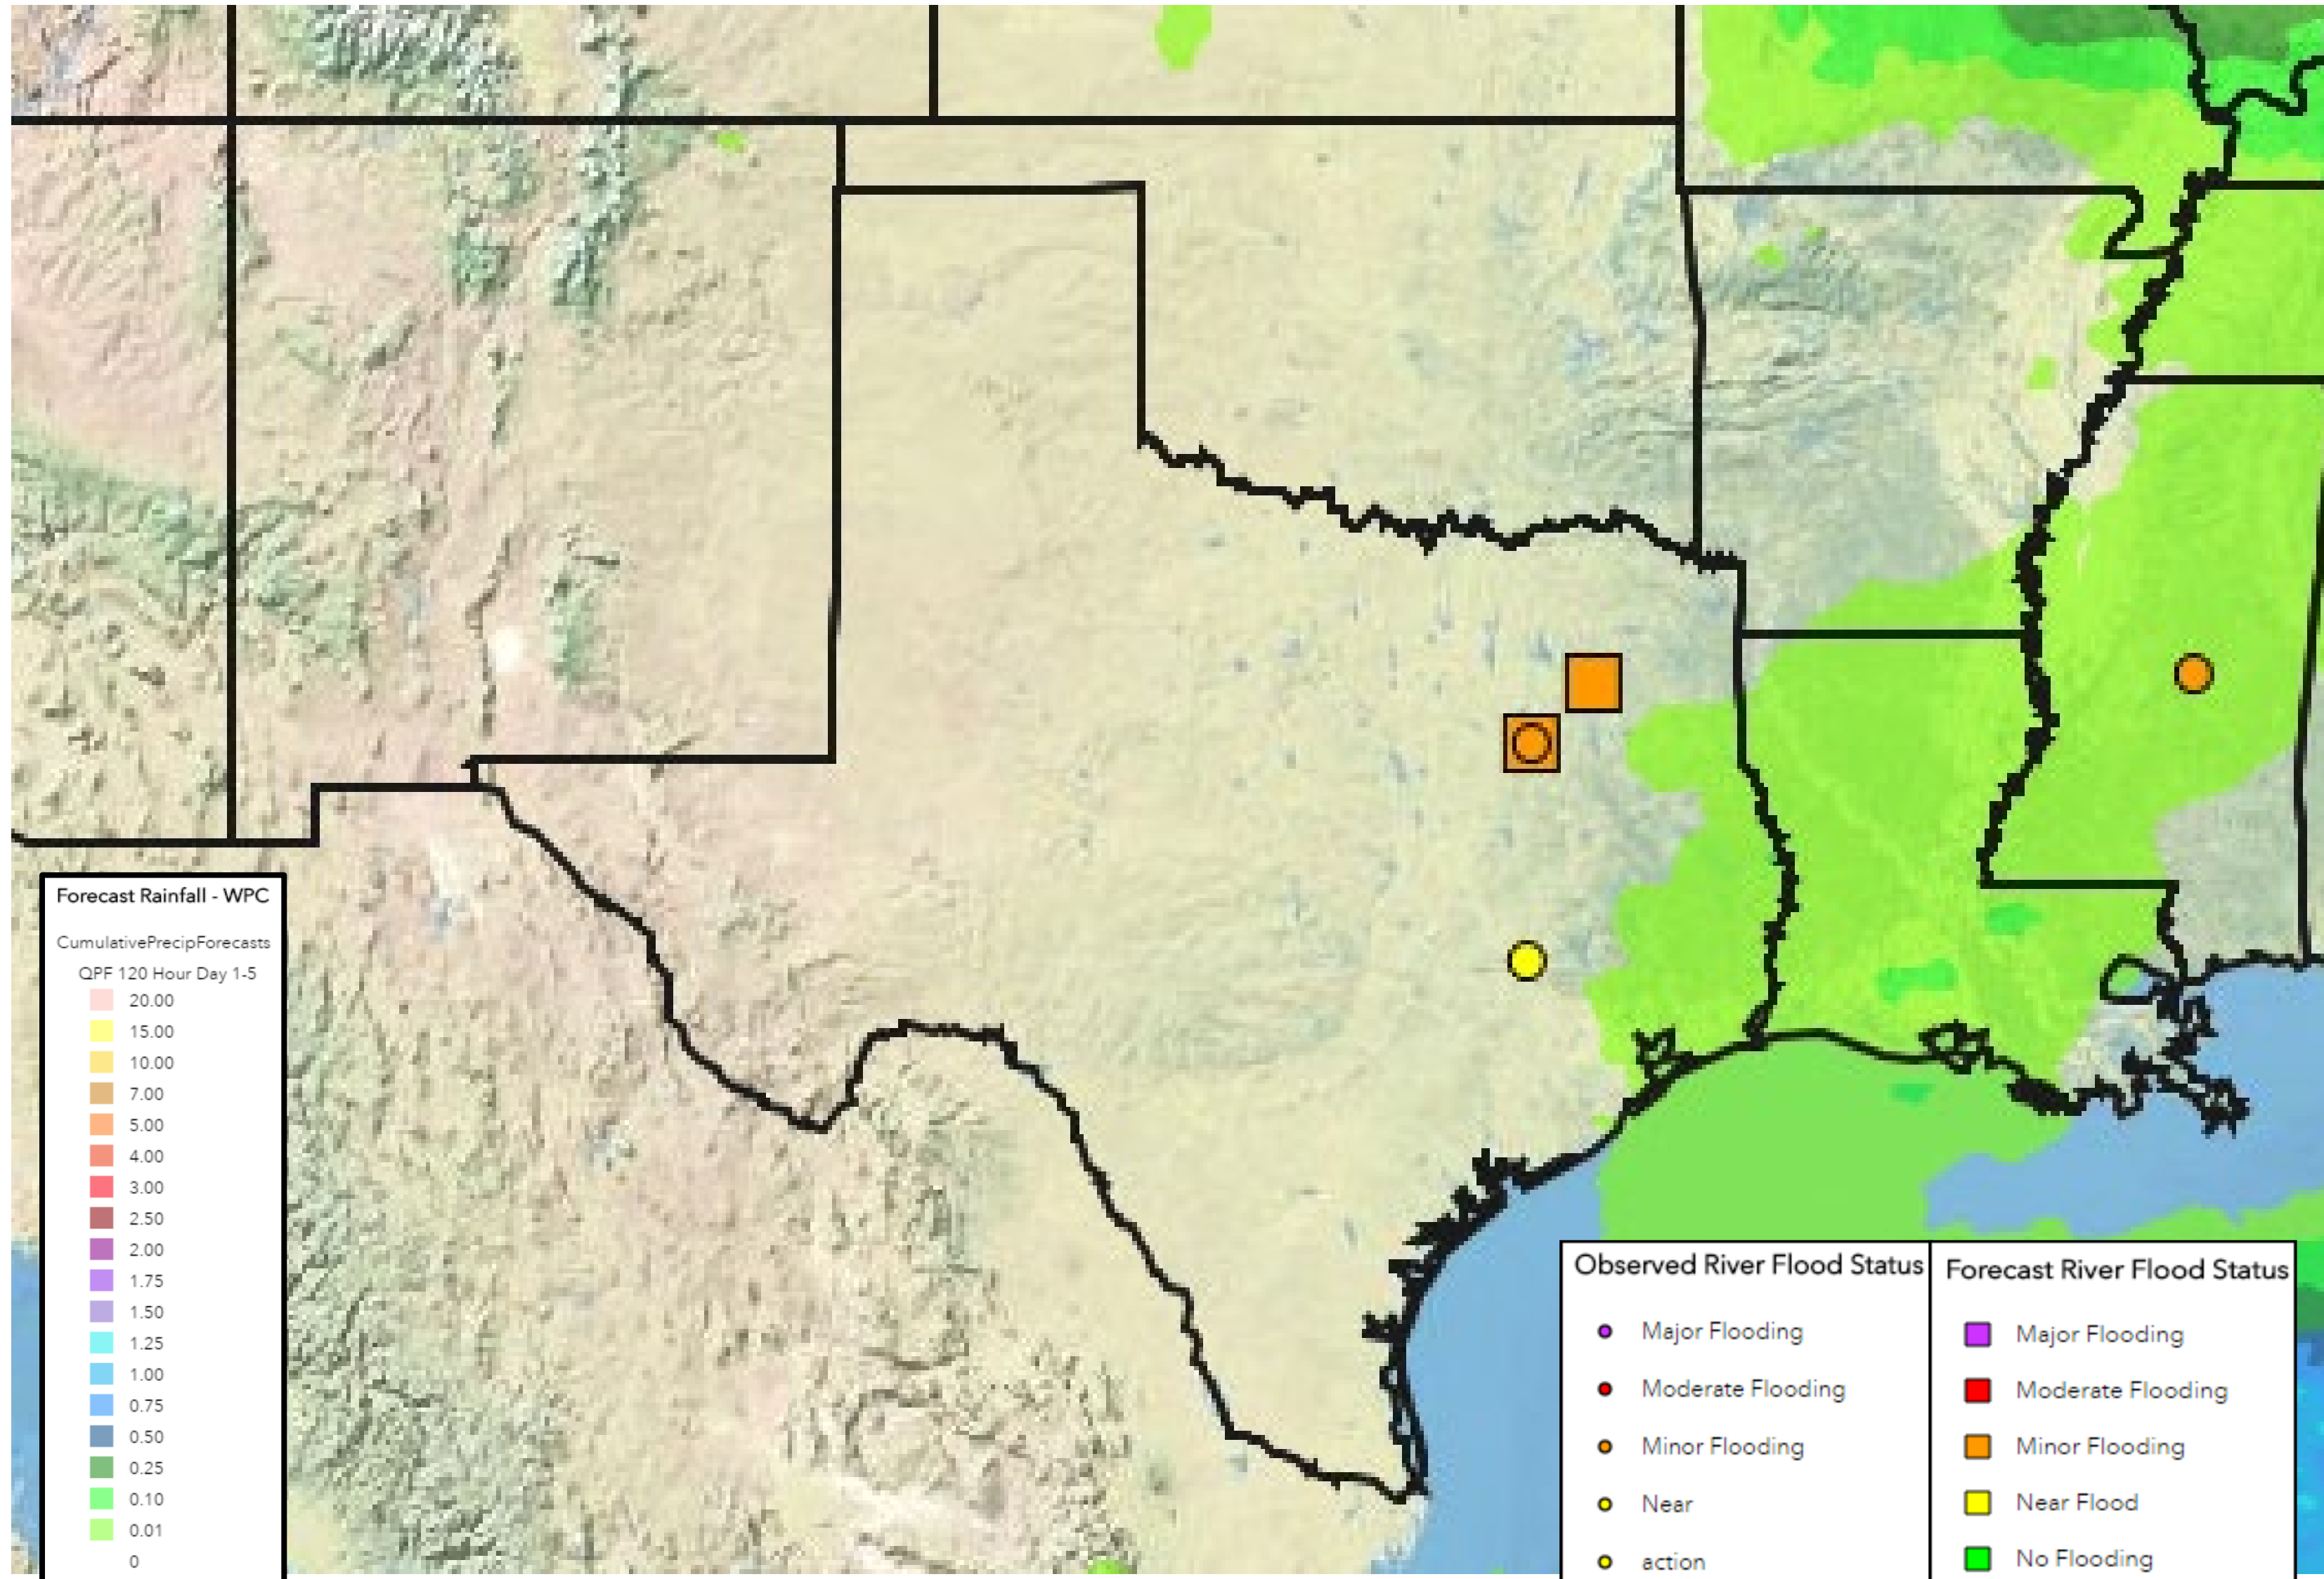 Forecast Rainfall - WPC
CumulativePrecipForecasts
QPF 120 Hour Day 1-5
20.00
15.00
10.00
7.00
5.00
4.00
3.00
2.50
2.00
1.75
1.50
1.25
1.00
0.75
0.50
0.25
0.10
0.01
0
Observed River Flood Status
Major Flooding
Moderate Flooding
Minor Flooding
Near
action
Forecast River Flood Status
Major Flooding
Moderate Flooding
Minor Flooding
Near Flood
No Flooding